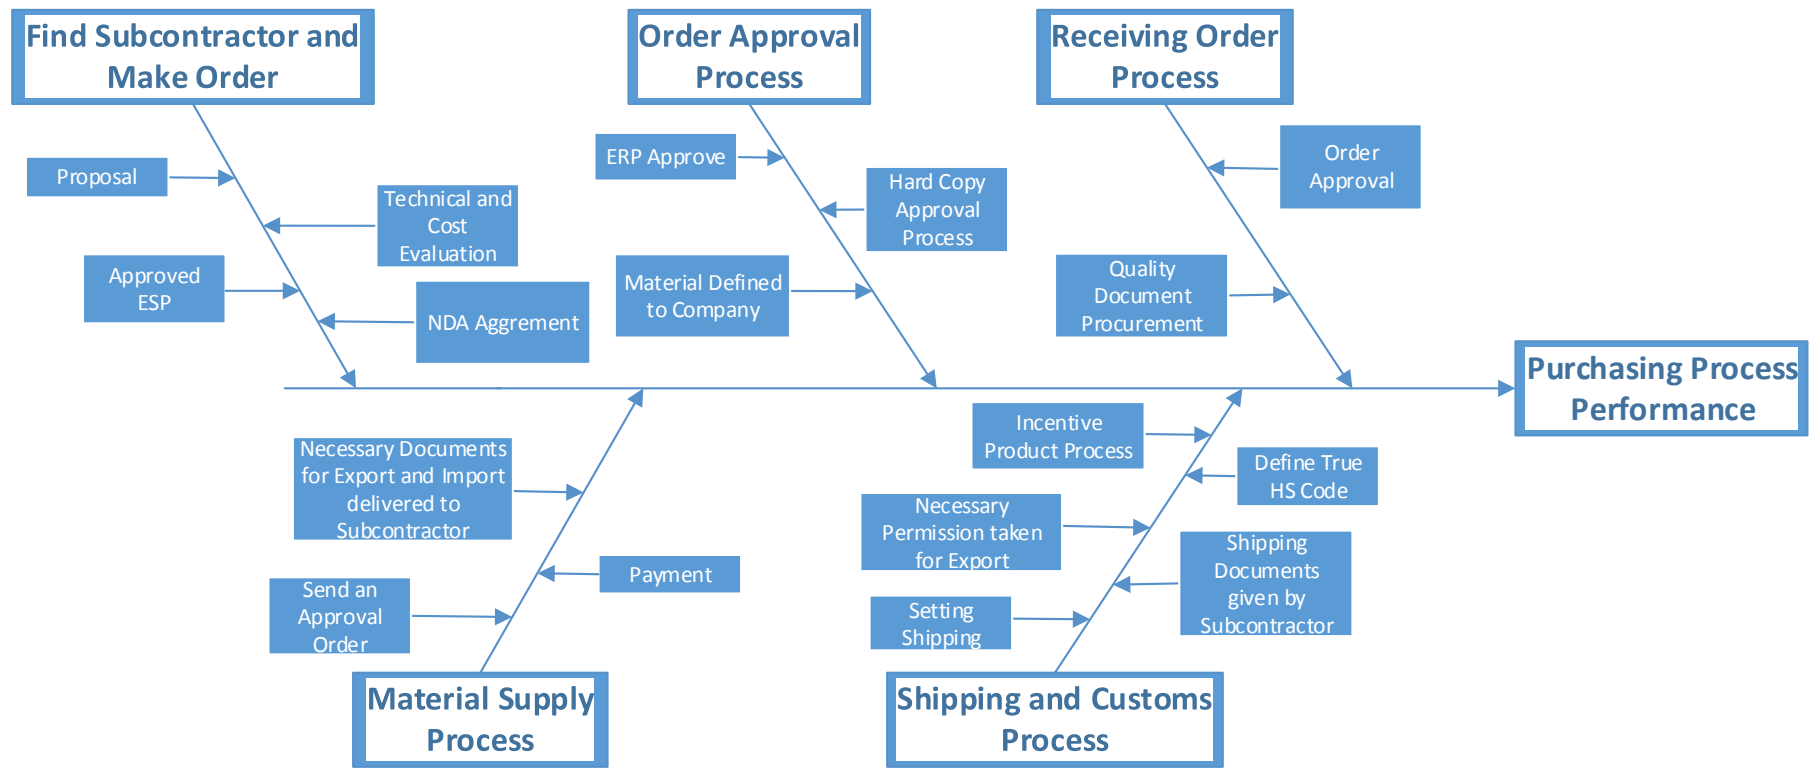 Find Subcontractor and
Make Order
Order Approval
Process
Receiving Order
Process
Proposal
Technical and
Cost
Evaluation
Approved
ESP
NDA Aggrement
ERP Approve
Hard Copy
Approval
Process
Material Defined
to Company
Order
Approval
Quality
Document
Procurement
Purchasing Process
Performance
Necessary Documents
for Export and Import
delivered to
Subcontractor
Payment
Send an
Approval
Order
Material Supply
Process
Incentive
Product Process
Define True
HS Code
Necessary
Permission taken
for Export
Shipping
Documents
given by
Subcontractor
Setting
Shipping
Shipping and Customs
Process